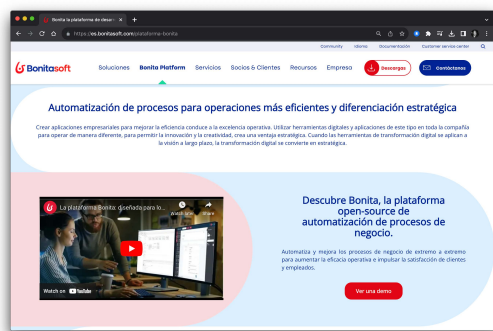 Bonita la plataforma de desar
https://es.bonitasoft.com/plataforma-bonita
Community Idioma Documentación Customer service center
Bonitasoft
Soluciones Bonita Platform Servicios Socios & Clientes Recursos Empresa Descargas Contáctanos
Automatización de procesos para operaciones más eficientes y diferenciación estratégica
Crear aplicaciones empresariales para mejorar la eficiencia conduce a la excelencia operativa. Utilizar herramientas digitales y aplicaciones de este tipo en toda la compañía
para operar de manera diferente, para permitir la innovación y la creatividad, crea una ventaja estratégica. Cuando las herramientas de transformación digital se aplican a
la visión a largo plazo, la transformación digital se convierte en estratégica.
La plataforma Bonita: diseñada para lo...
Watch later Share
Watch on YouTube
Descubre Bonita, la plataforma
open-source de
automatización de procesos de
negocio.
Automatiza y mejora los procesos de negocio de extremo a extremo
para aumentar la eficacia operativa e impulsar la satisfacción de clientes
y empleados.
Ver una demo